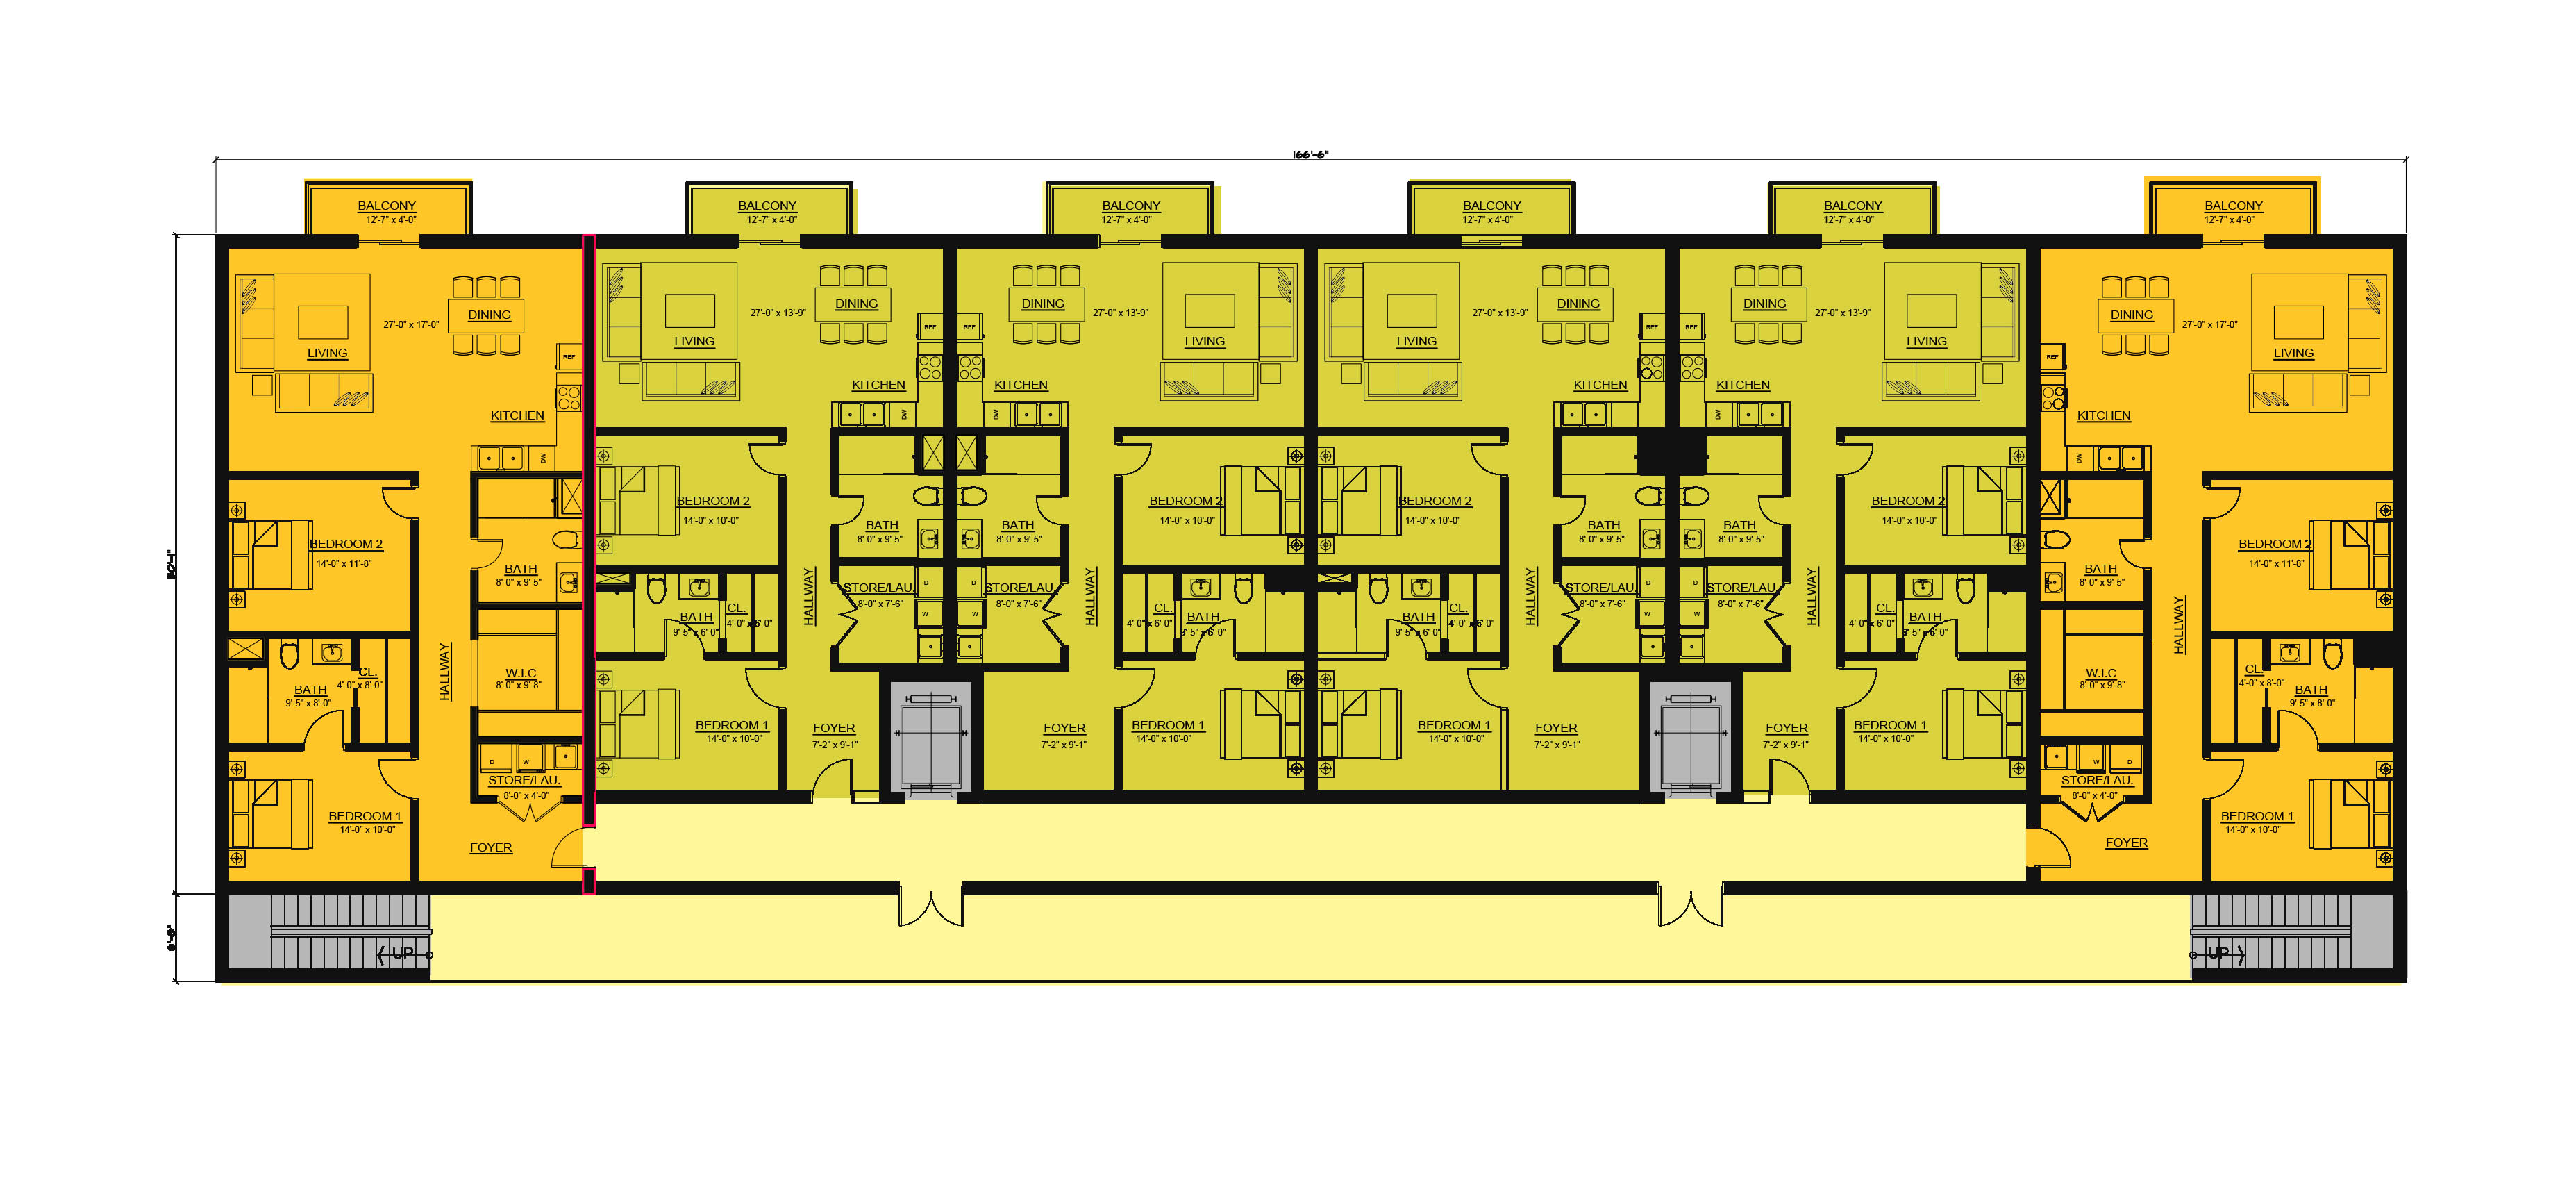 166'-6"
BALCONY
12'-7" x 4'-0"
BALCONY
12'-7" x 4'-0"
BALCONY
12'-7" x 4'-0"
BALCONY
12'-7" x 4'-0"
BALCONY
12'-7" x 4'-0"
BALCONY
12'-7" x 4'-0"
LIVING
27'-0" x 17'-0"
DINING
REF
KITCHEN
DW
BEDROOM 2
14'-0" x 11'-8"
BATH
8'-0" x 9'-5"
HALLWAY
W.I.C
8'-0" x 9'-8"
BATH
9'-5" x 8'-0"
CL.
4'-0" x 8'-0"
D
W
STORE/LAU.
8'-0" x 4'-0"
BEDROOM 1
14'-0" x 10'-0"
FOYER
UP
LIVING
27'-0" x 13'-9"
DINING
REF
KITCHEN
DW
BEDROOM 2
14'-0" x 10'-0"
BATH
8'-0" x 9'-5"
HALLWAY
STORE/LAU.
8'-0" x 7'-6"
D
W
BATH
9'-5" x 6'-0"
CL.
4'-0" x 6'-0"
BEDROOM 1
14'-0" x 10'-0"
FOYER
7'-2" x 9'-1"
REF
DINING
27'-0" x 13'-9"
LIVING
KITCHEN
DW
BEDROOM 2
14'-0" x 10'-0"
BATH
8'-0" x 9'-5"
D
W
STORE/LAU.
8'-0" x 7'-6"
HALLWAY
CL.
4'-0" x 6'-0"
BATH
9'-5" x 6'-0"
FOYER
7'-2" x 9'-1"
BEDROOM 1
14'-0" x 10'-0"
LIVING
27'-0" x 13'-9"
DINING
REF
KITCHEN
BEDROOM 2
14'-0" x 10'-0"
BATH
8'-0" x 9'-5"
HALLWAY
STORE/LAU.
8'-0" x 7'-6"
D
W
BATH
9'-5" x 6'-0"
CL.
4'-0" x 6'-0"
BEDROOM 1
14'-0" x 10'-0"
FOYER
7'-2" x 9'-1"
REF
DINING
27'-0" x 13'-9"
LIVING
KITCHEN
DW
BEDROOM 2
14'-0" x 10'-0"
BATH
8'-0" x 9'-5"
D
W
STORE/LAU.
8'-0" x 7'-6"
HALLWAY
CL.
4'-0" x 6'-0"
BATH
9'-5" x 6'-0"
FOYER
7'-2" x 9'-1"
BEDROOM 1
14'-0" x 10'-0"
DINING
27'-0" x 17'-0"
LIVING
REF
KITCHEN
DW
BEDROOM 2
14'-0" x 11'-8"
BATH
8'-0" x 9'-5"
HALLWAY
W.I.C
8'-0" x 9'-8"
CL.
4'-0" x 8'-0"
BATH
9'-5" x 8'-0"
W
D
STORE/LAU.
8'-0" x 4'-0"
BEDROOM 1
14'-0" x 10'-0"
FOYER
UP